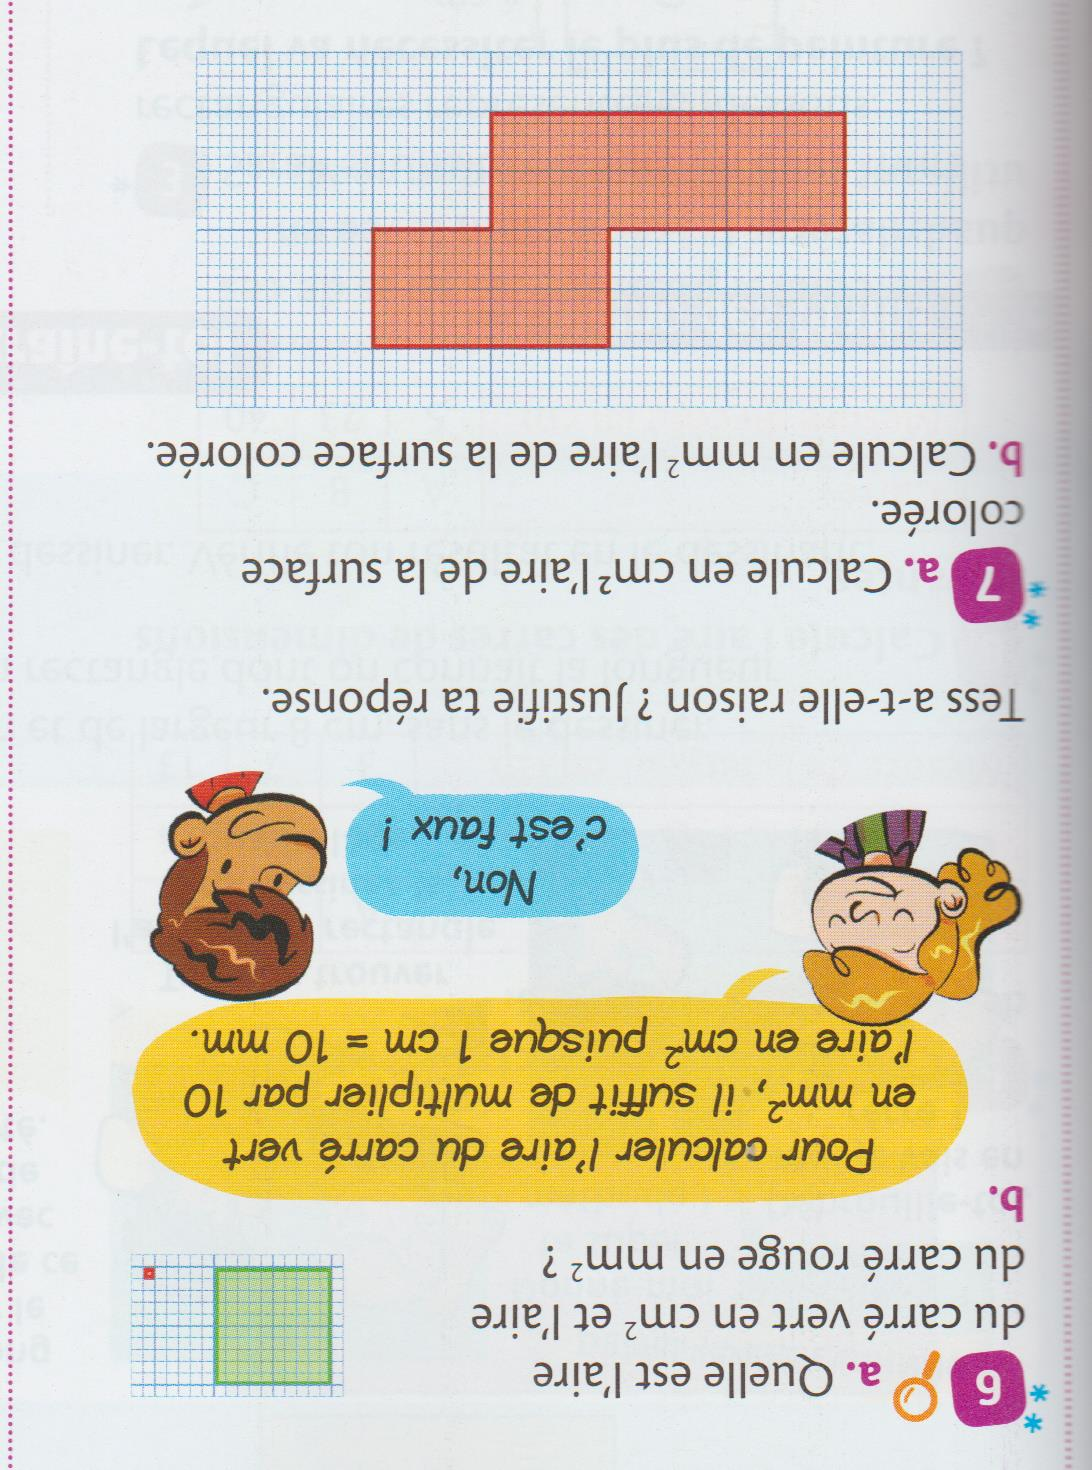 6 a. Quelle est l'aire
du carré vert en cm² et l'aire
du carré rouge en mm² ?
b.
Pour calculer l'aire du carré vert
en mm², il suffit de multiplier par 10
l'aire en cm² puisque 1 cm = 10 mm.
Non,
c'est faux !
Tess a-t-elle raison ? Justifie ta réponse.
7 a. Calcule en cm² l'aire de la surface
colorée.
b. Calcule en mm² l'aire de la surface colorée.